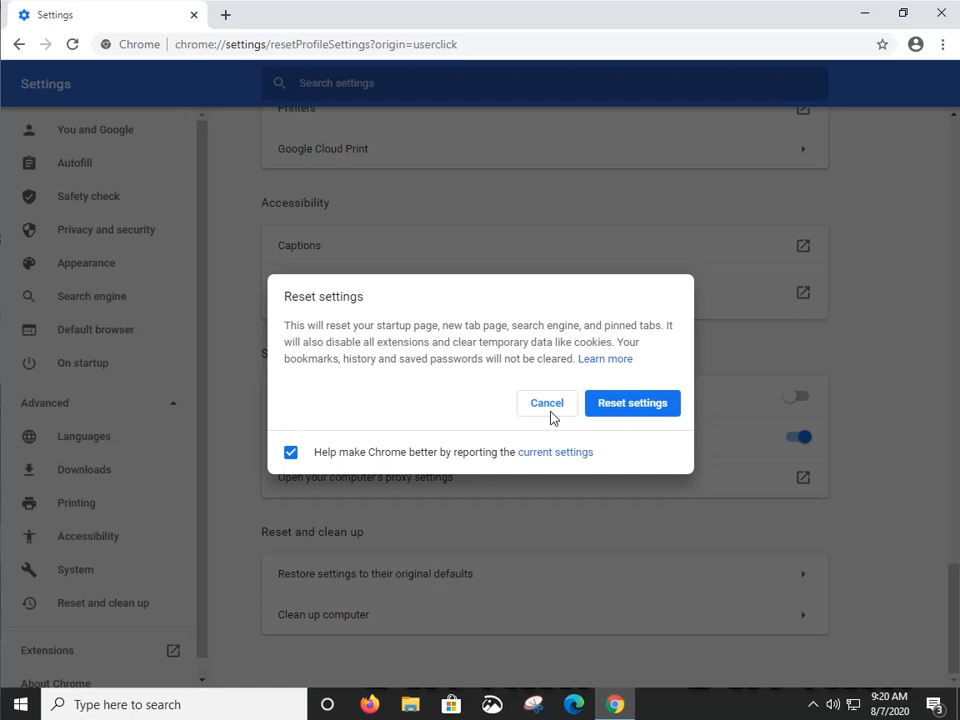 Settings
Chrome
chrome://settings/resetProfileSettings?origin=userclick
Settings
Search settings
You and Google
Autofill
Safety check
Privacy and security
Appearance
Search engine
Default browser
On startup
Advanced
Languages
Downloads
Printing
Accessibility
System
Reset and clean up
Extensions
About Chrome
Printers
Google Cloud Print
Accessibility
Captions
Reset settings
This will reset your startup page, new tab page, search engine, and pinned tabs. It
will also disable all extensions and clear temporary data like cookies. Your
bookmarks, history and saved passwords will not be cleared. Learn more
Cancel
Reset settings
Help make Chrome better by reporting the current settings
Open your computer's proxy settings
Reset and clean up
Restore settings to their original defaults
Clean up computer
Type here to search
9:20 AM
8/7/2020
3